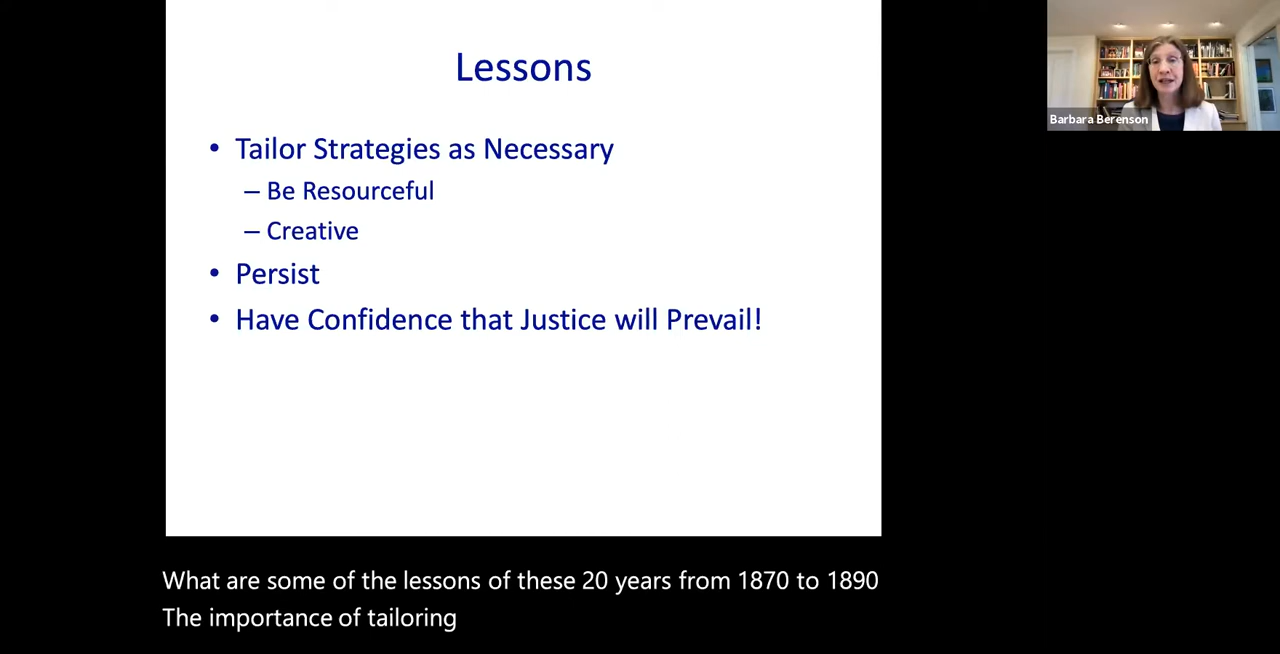 Lessons
• Tailor Strategies as Necessary
– Be Resourceful
– Creative
• Persist
• Have Confidence that Justice will Prevail!
Barbara Berenson
What are some of the lessons of these 20 years from 1870 to 1890
The importance of tailoring